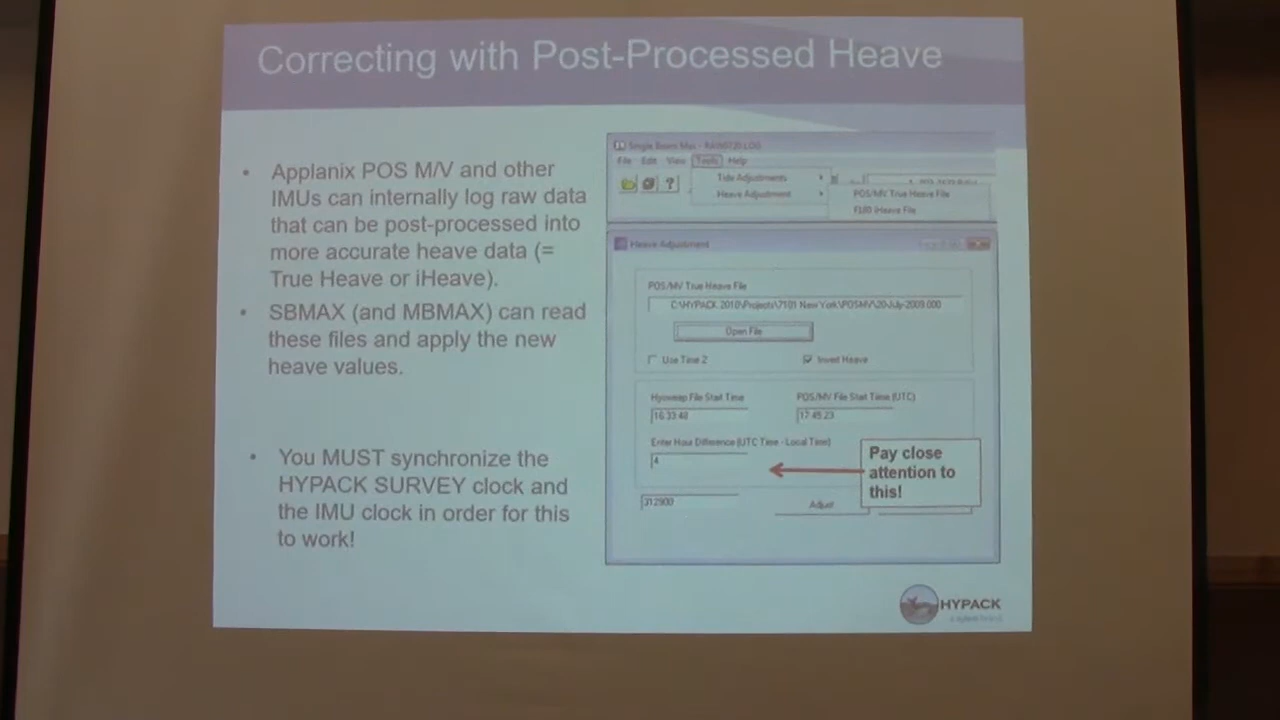 Correcting with Post-Processed Heave
• Applanix POS M/V and other
IMUs can internally log raw data
that can be post-processed into
more accurate heave data (=
True Heave or iHeave).
• SBMAX (and MBMAX) can read
these files and apply the new
heave values.
• You MUST synchronize the
HYPACK SURVEY clock and
the IMU clock in order for this
to work!
File Edit View Tools Help
Tide Adjustments
Heave Adjustment
POS/MV True Heave File
F180 iHeave File
Heave Adjustment
POS/MV True Heave File
C:\HYPACK 2010\Projects\7101 New York\POSMV\20-July-2009.000
Open File
Use Time 2
Invert Heave
Hysweep File Start Time
POS/MV File Start Time (UTC)
16:33:48
17:49:23
Enter Hour Difference (UTC Time - Local Time)
4
Pay close
attention to
this!
312900
Adjust
HYPACK